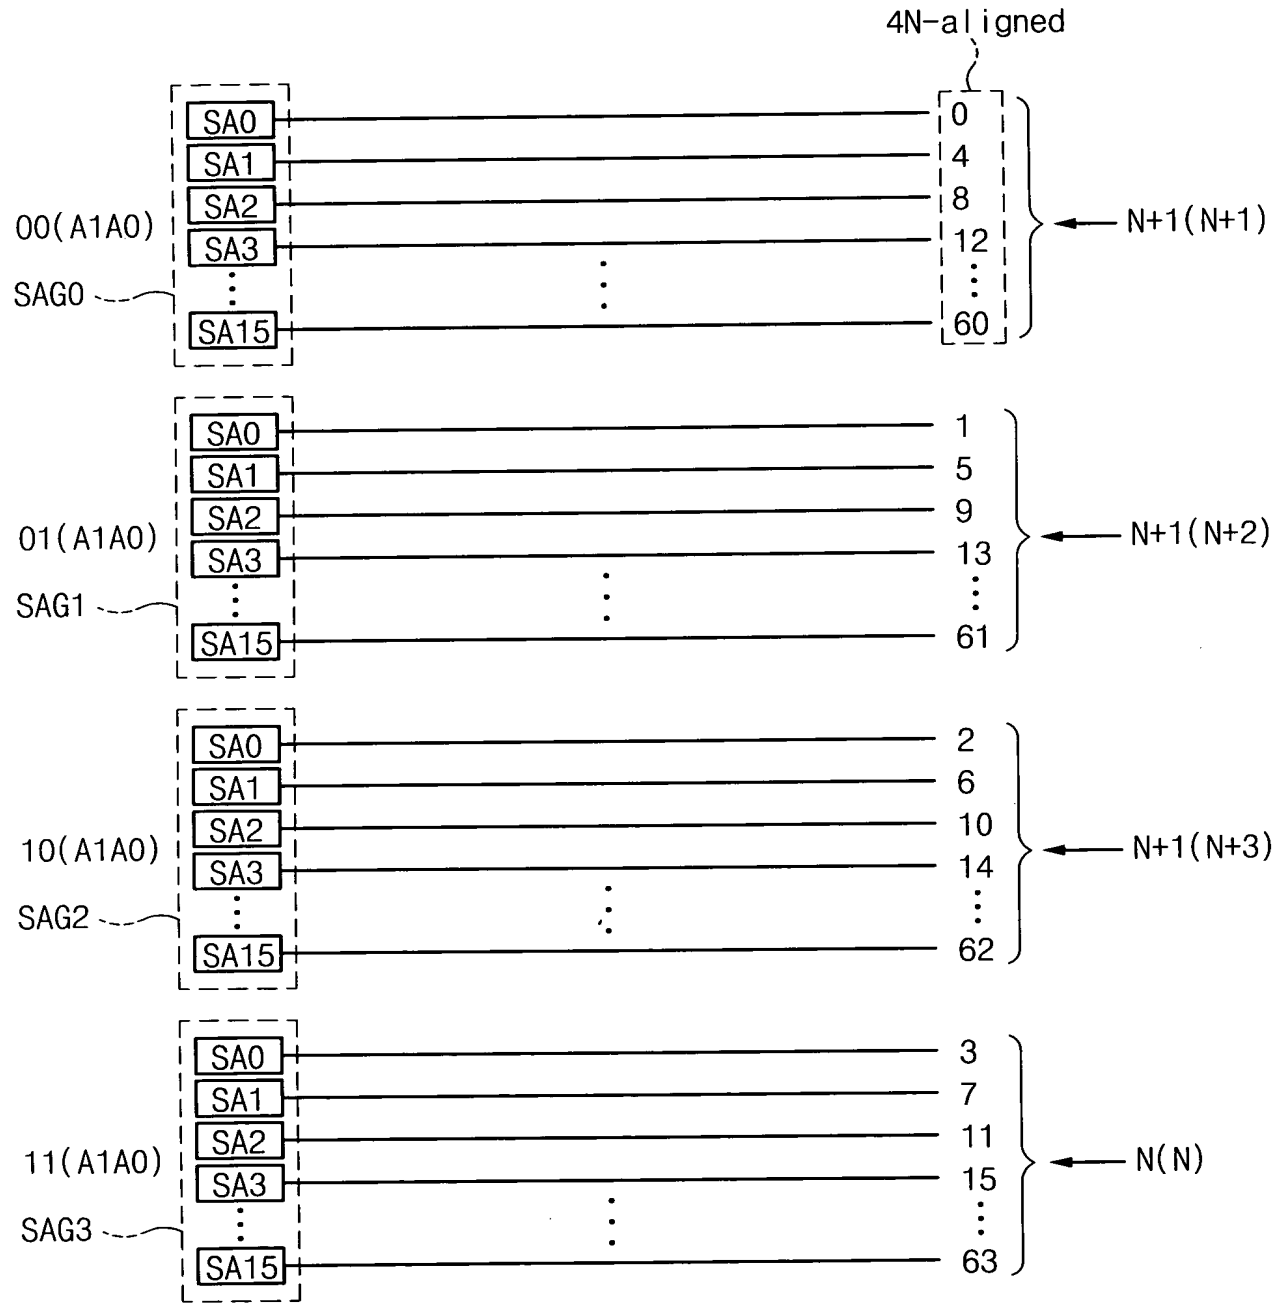 4N-aligned
SA0 0
SA1 4
SA2 8
00(A1A0) SA3 12 N+1(N+1)
SAG0
SA15 60
SA0 1
SA1 5
SA2 9
01(A1A0) SA3 13 N+1(N+2)
SAG1
SA15 61
SA0 2
SA1 6
SA2 10
10(A1A0) SA3 14 N+1(N+3)
SAG2
SA15 62
SA0 3
SA1 7
SA2 11
11(A1A0) SA3 15 N(N)
SAG3
SA15 63